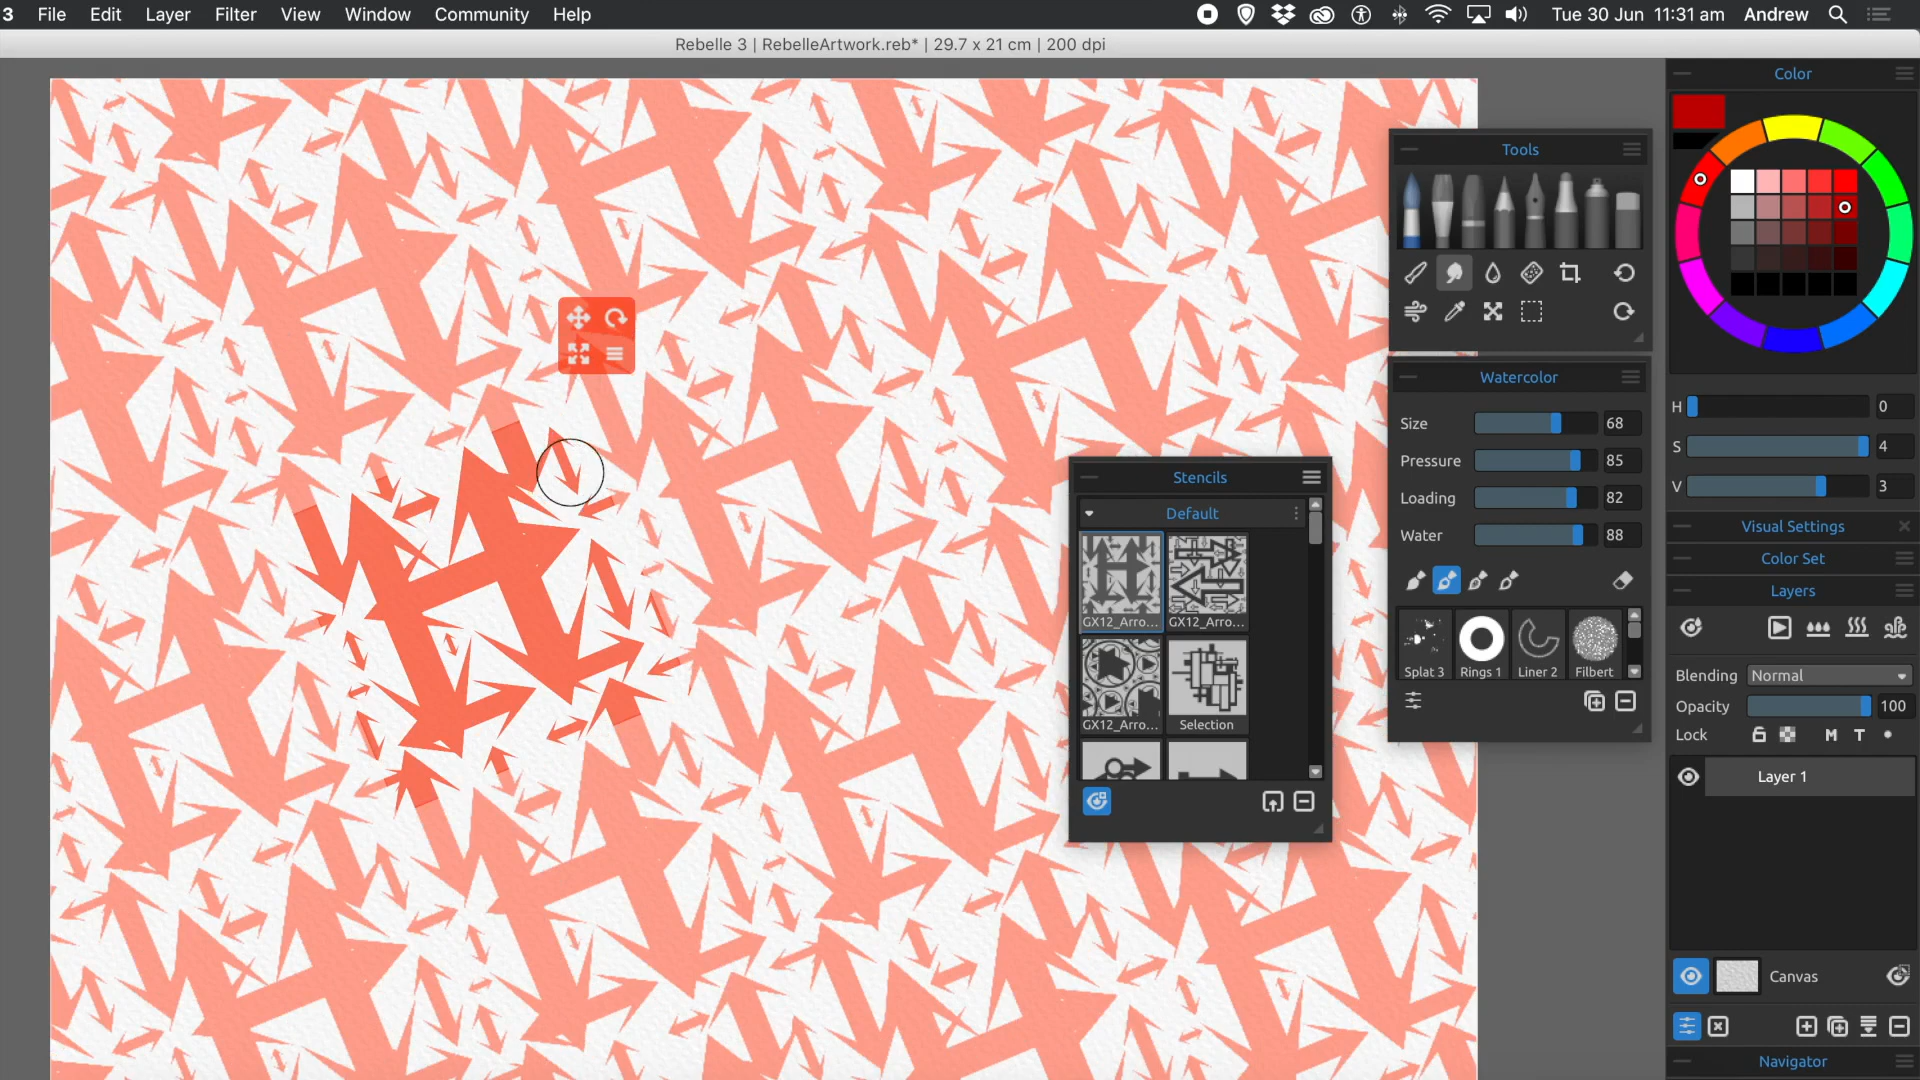 3 File Edit Layer Filter View Window Community Help Tue 30 Jun 11:31 am Andrew
Rebelle 3 | RebelleArtwork.reb* | 29.7 x 21 cm | 200 dpi
Tools
Watercolor
Size 68
Pressure 85
Loading 82
Water 88
Splat 3 Rings 1 Liner 2 Filbert
Stencils
Default
GX12_Arro... GX12_Arro...
GX12_Arro... Selection
Color
H 0
S 4
V 3
Visual Settings
Color Set
Layers
Blending Normal
Opacity 100
Lock M T
Layer 1
Canvas
Navigator